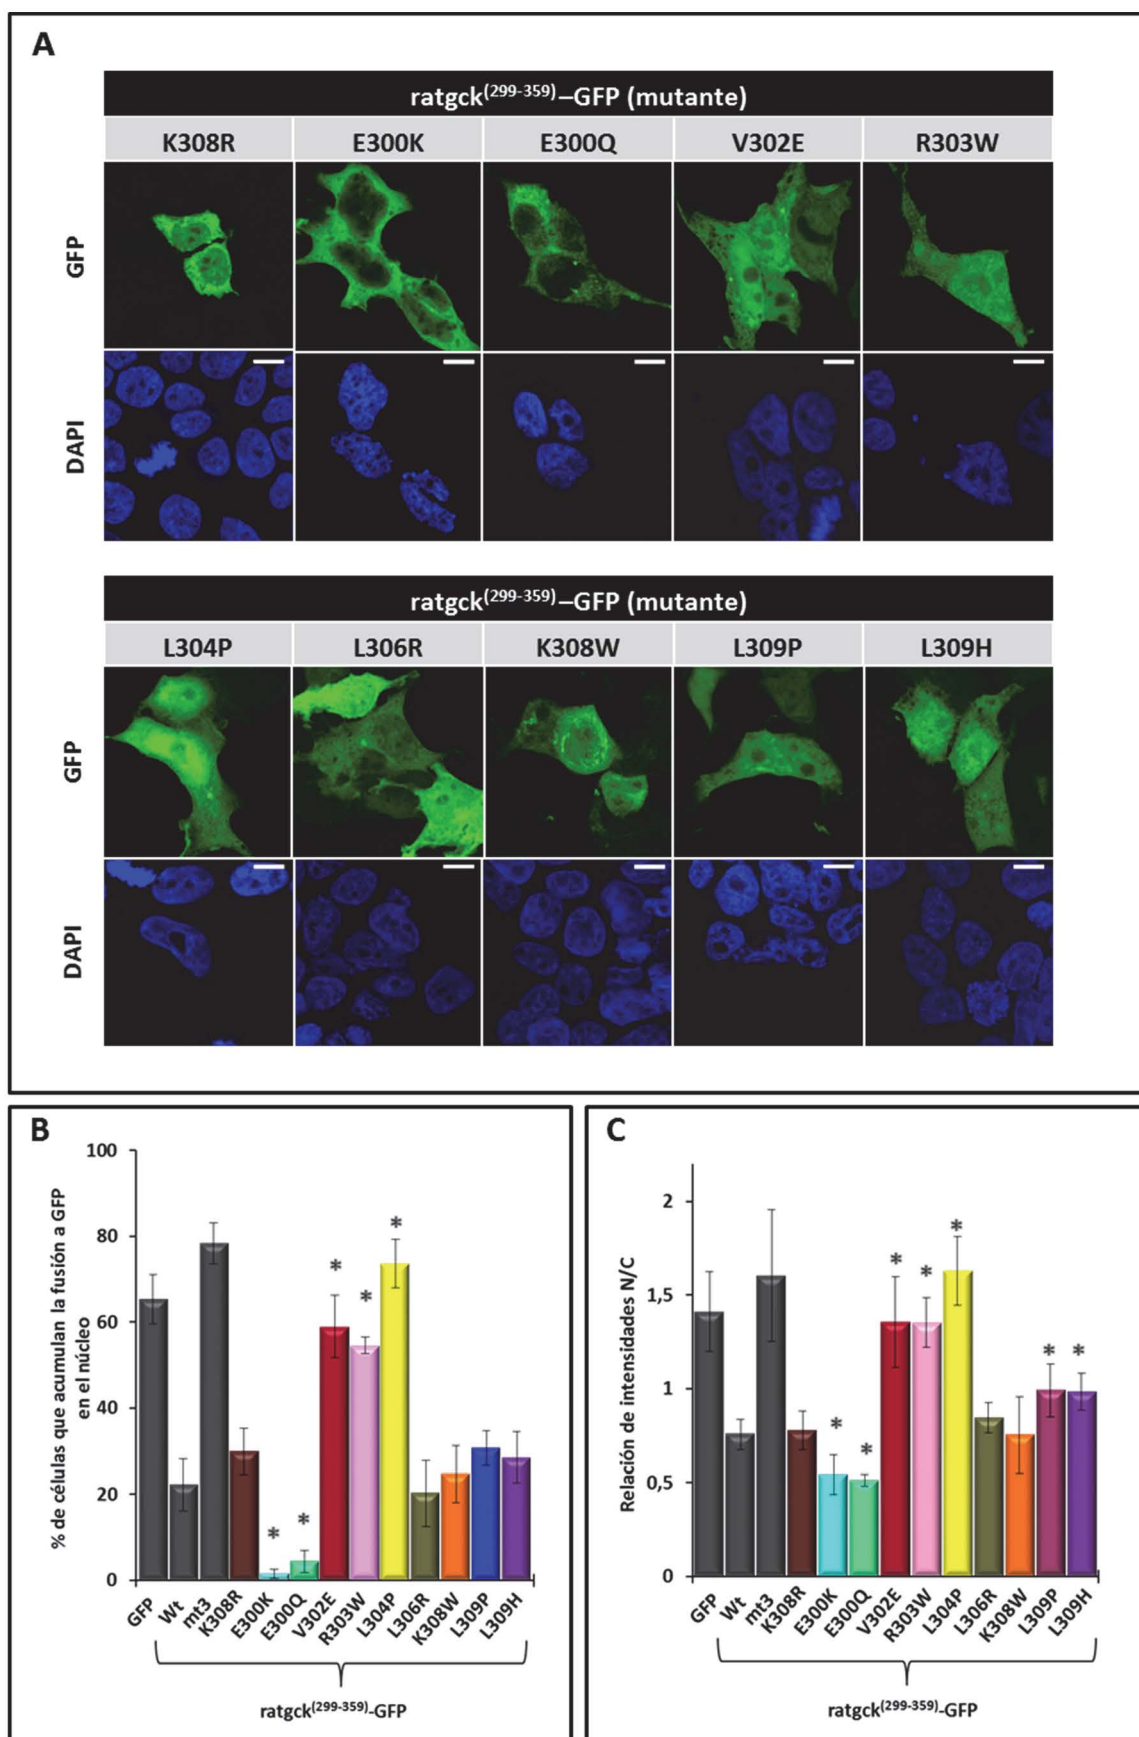 A
ratgck(299-359)–GFP (mutante)
K308R E300K E300Q V302E R303W
GFP
DAPI
ratgck(299-359)–GFP (mutante)
L304P L306R K308W L309P L309H
GFP
DAPI
B
% de células que acumulan la fusión a GFP
en el núcleo
100
80
60
40
20
0
* * * * *
GFP Wt mt3 K308R E300K E300Q V302E R303W L304P L306R K308W L309P L309H
ratgck(299-359)-GFP
C
Relación de intensidades N/C
2
1,5
1
0,5
0
* * * * * * *
GFP Wt mt3 K308R E300K E300Q V302E R303W L304P L306R K308W L309P L309H
ratgck(299-359)-GFP